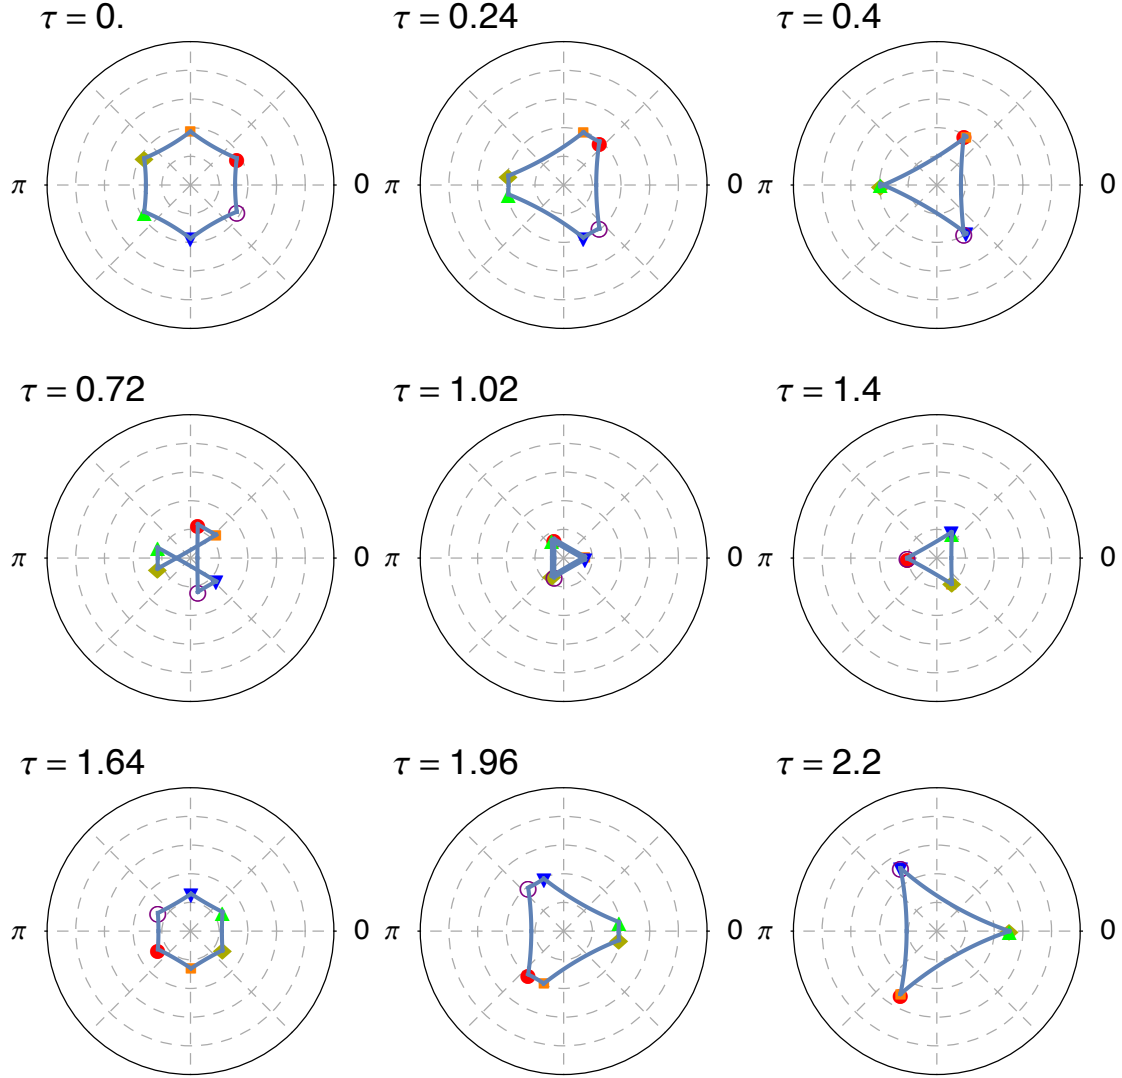 τ = 0. τ = 0.24 τ = 0.4
π 0 π 0 π 0
τ = 0.72 τ = 1.02 τ = 1.4
π 0 π 0 π 0
τ = 1.64 τ = 1.96 τ = 2.2
π 0 π 0 π 0